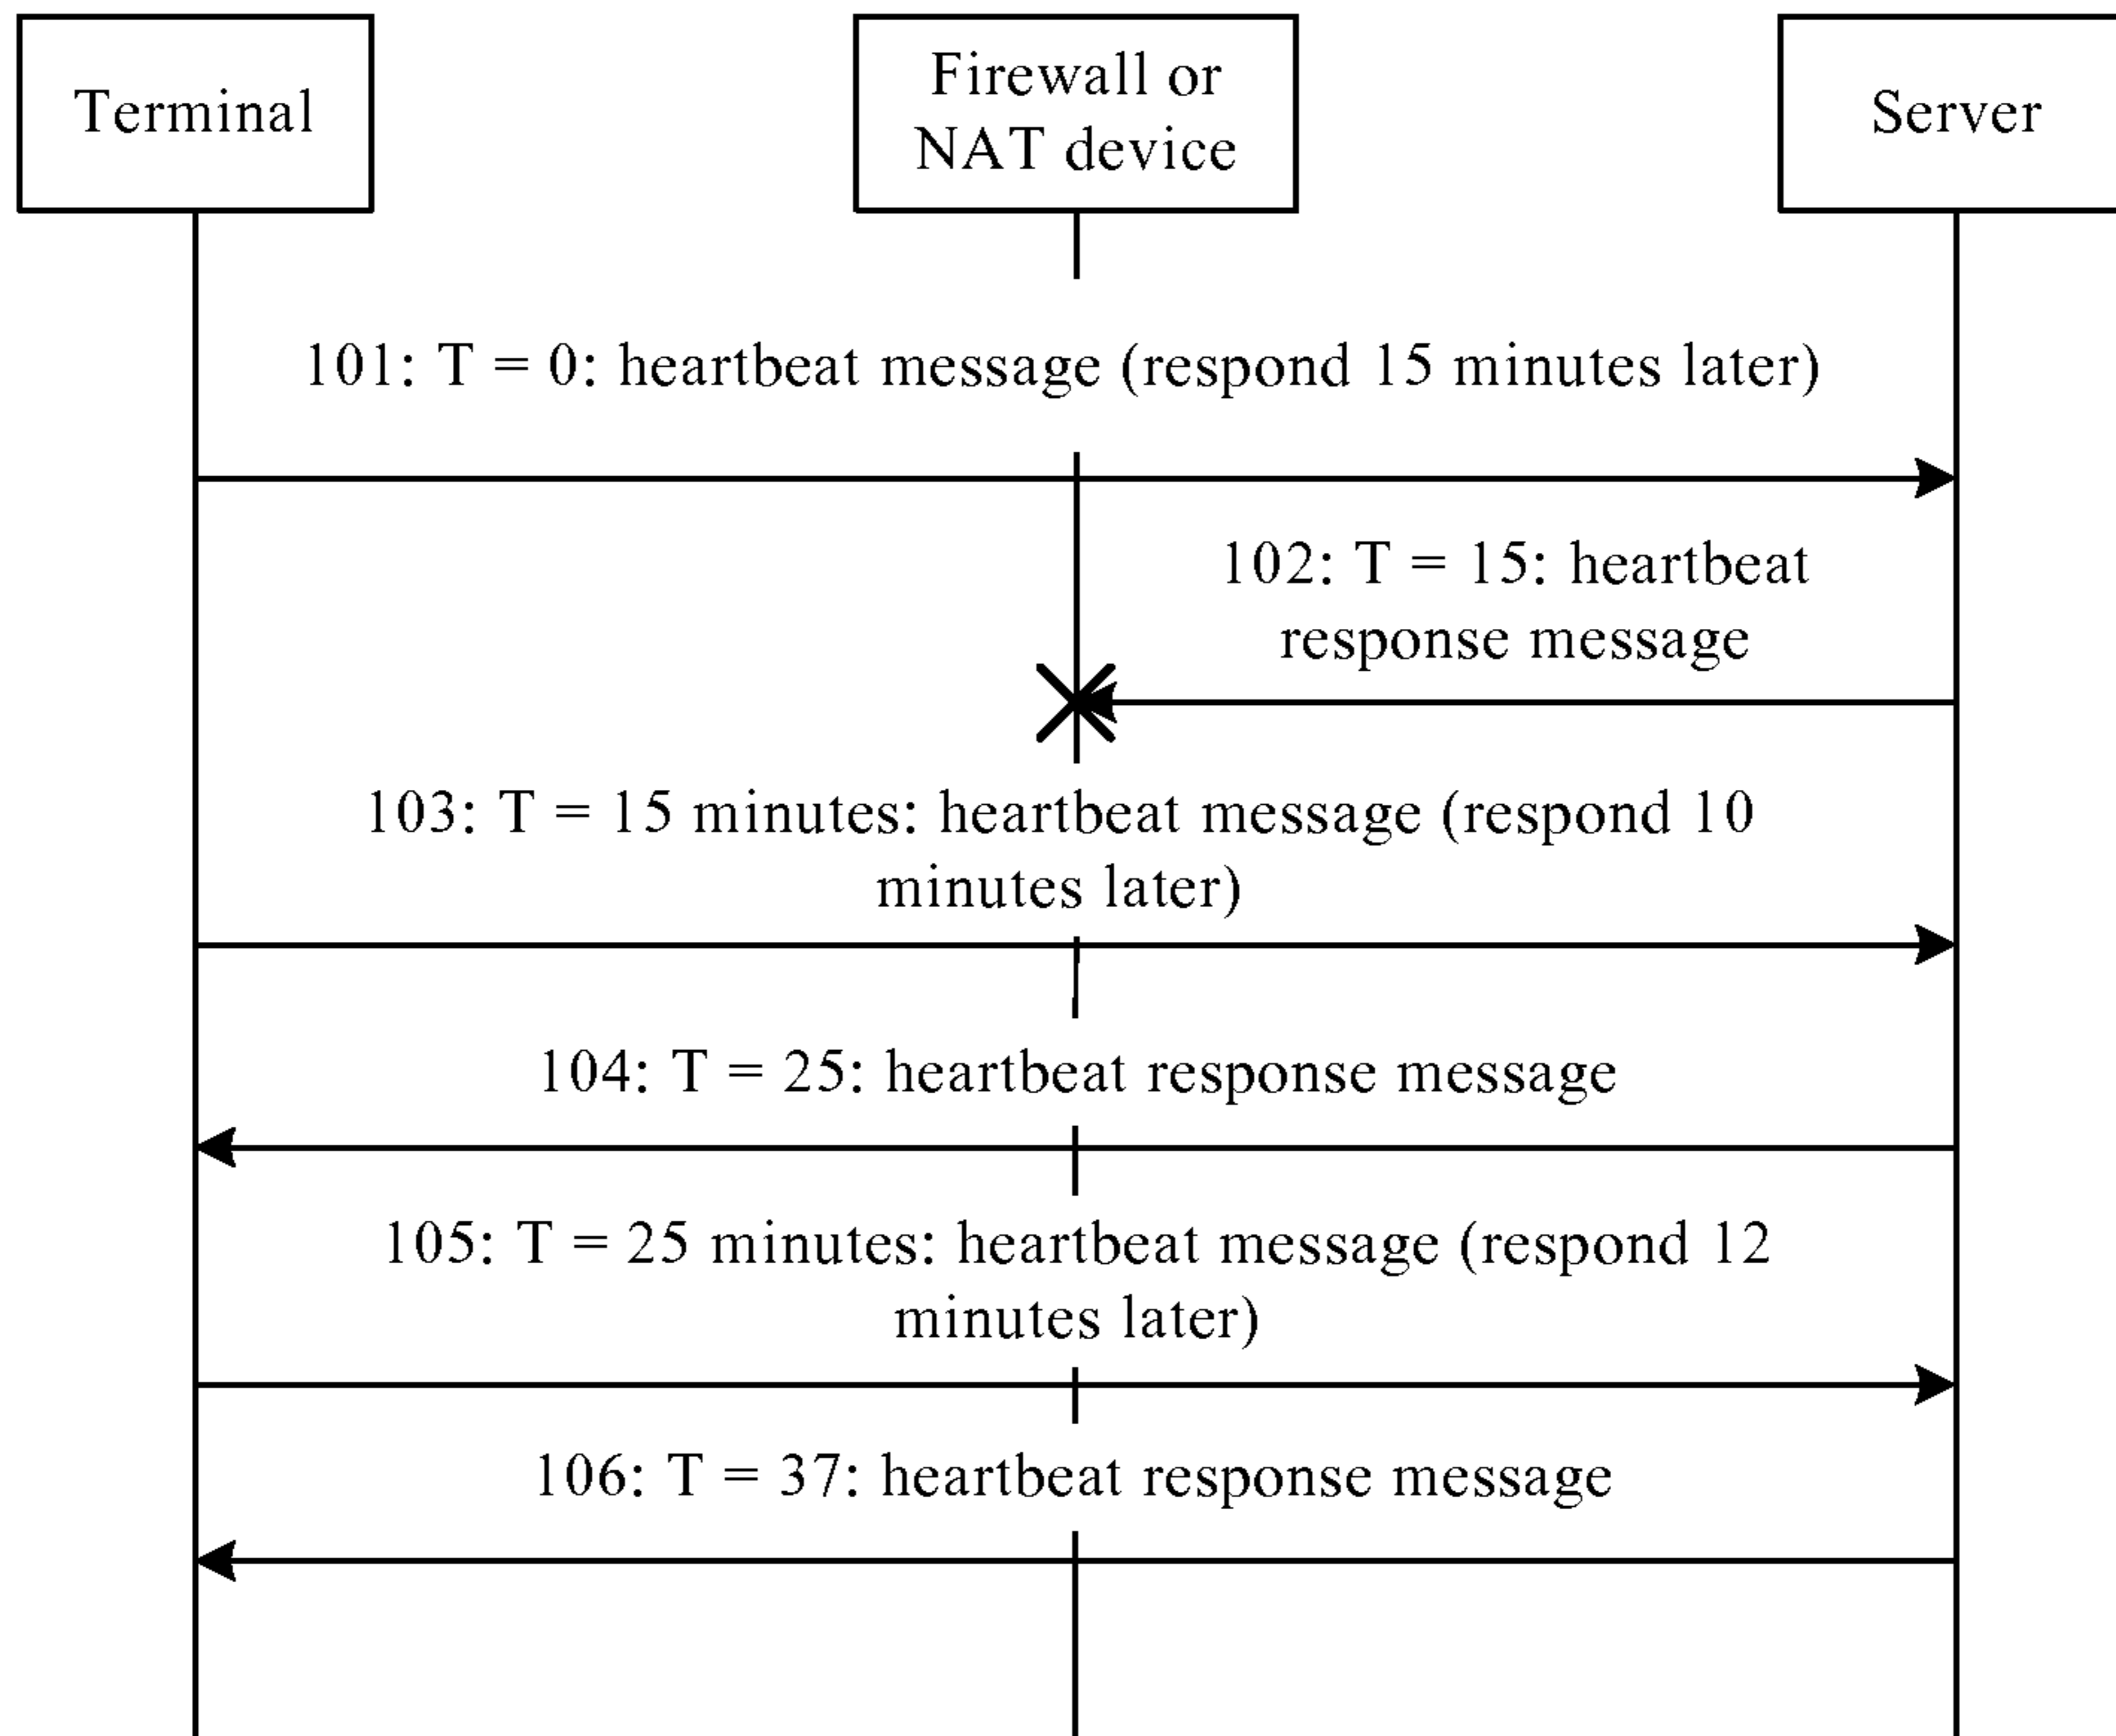 Terminal
Firewall or
NAT device
Server
101: T = 0: heartbeat message (respond 15 minutes later)
102: T = 15: heartbeat
response message
103: T = 15 minutes: heartbeat message (respond 10
minutes later)
104: T = 25: heartbeat response message
105: T = 25 minutes: heartbeat message (respond 12
minutes later)
106: T = 37: heartbeat response message